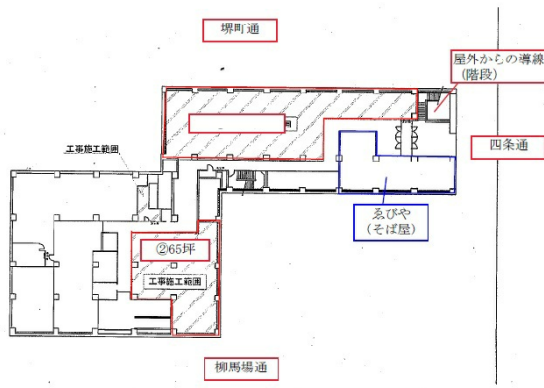 堺町通
屋外からの導線
(階段)
四条通
工事施工範囲
ゑびや
(そば屋)
②65坪
工事施工範囲
柳馬場通